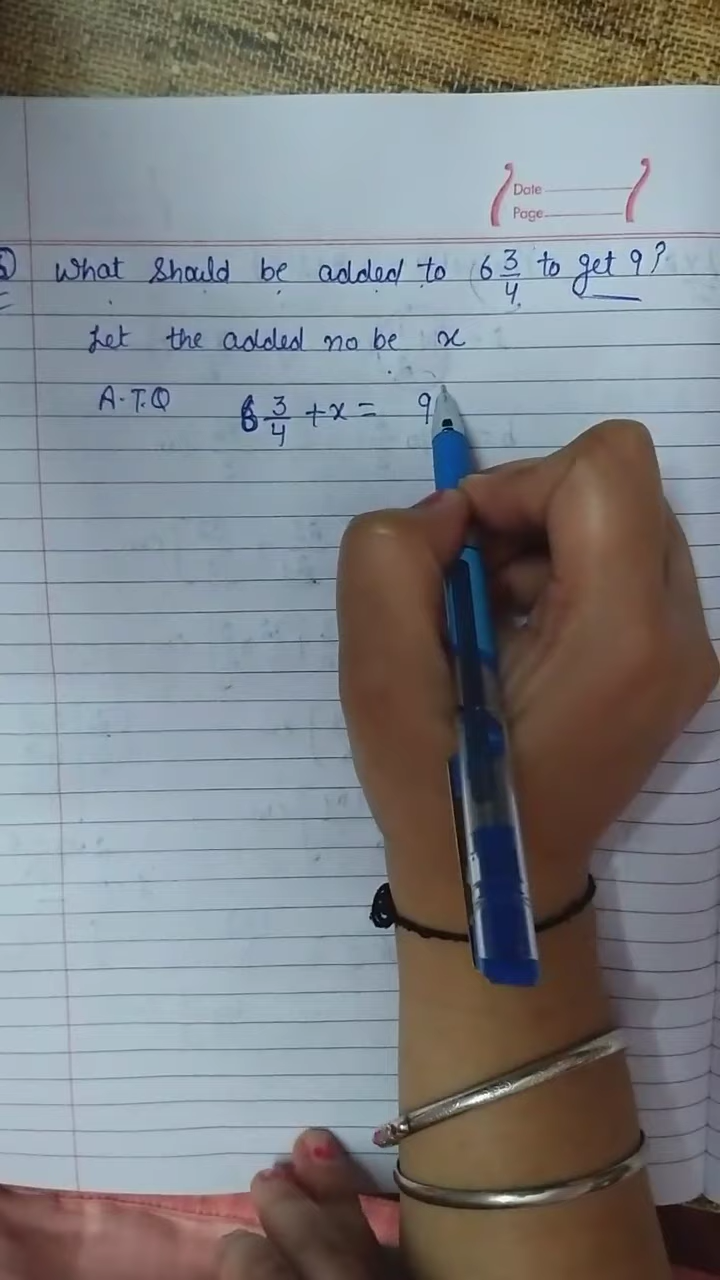 Date
Page
What should be added to 6 3/4 to get 9?
Let the added no be x
A.T.Q 6 3/4 + x = 9